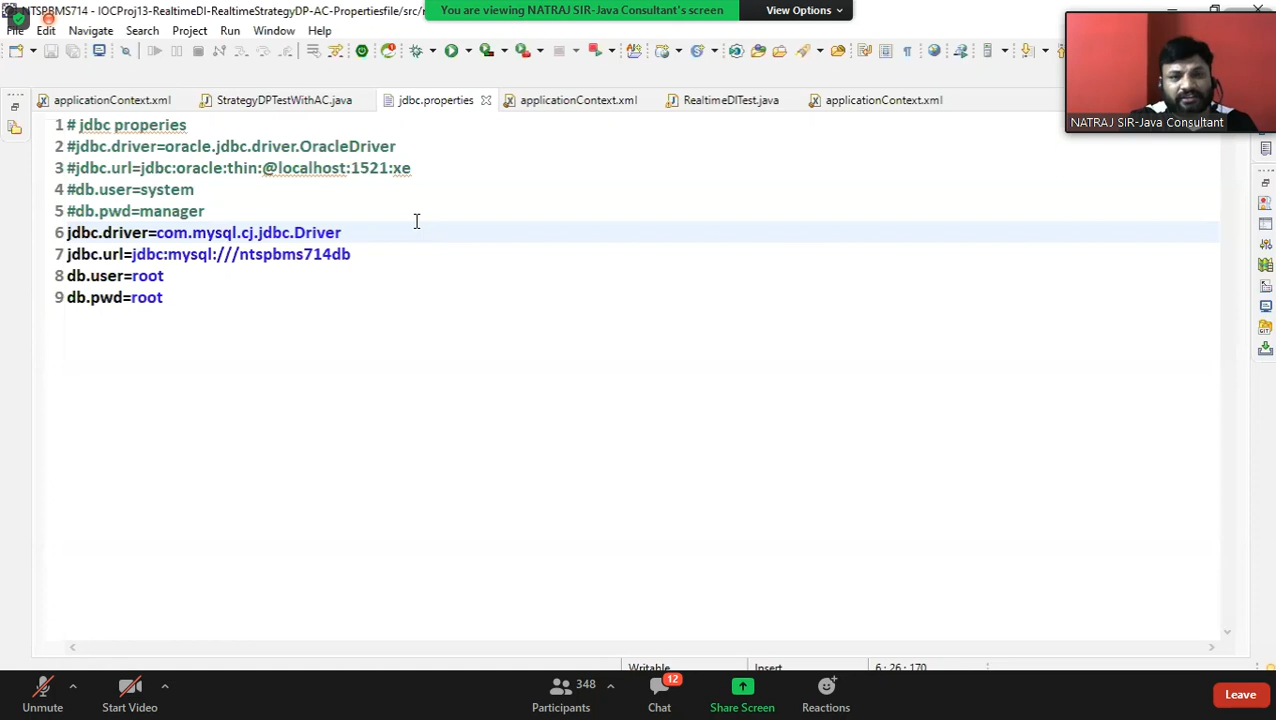 NTSPBMS714 - IOCProj13-RealtimeDI-RealtimeStrategyDP-AC-Propertiesfile/src/
You are viewing NATRAJ SIR-Java Consultant's screen
View Options
File Edit Navigate Search Project Run Window Help
applicationContext.xml StrategyDPTestWithAC.java jdbc.properties applicationContext.xml RealtimeDITest.java applicationContext.xml
NATRAJ SIR-Java Consultant
1 # jdbc properies
2 #jdbc.driver=oracle.jdbc.driver.OracleDriver
3 #jdbc.url=jdbc:oracle:thin:@localhost:1521:xe
4 #db.user=system
5 #db.pwd=manager
6 jdbc.driver=com.mysql.cj.jdbc.Driver
7 jdbc.url=jdbc:mysql:///ntspbms714db
8 db.user=root
9 db.pwd=root
Writable Insert 6 : 26 : 170
348 12
Unmute Start Video Participants Chat Share Screen Reactions Leave